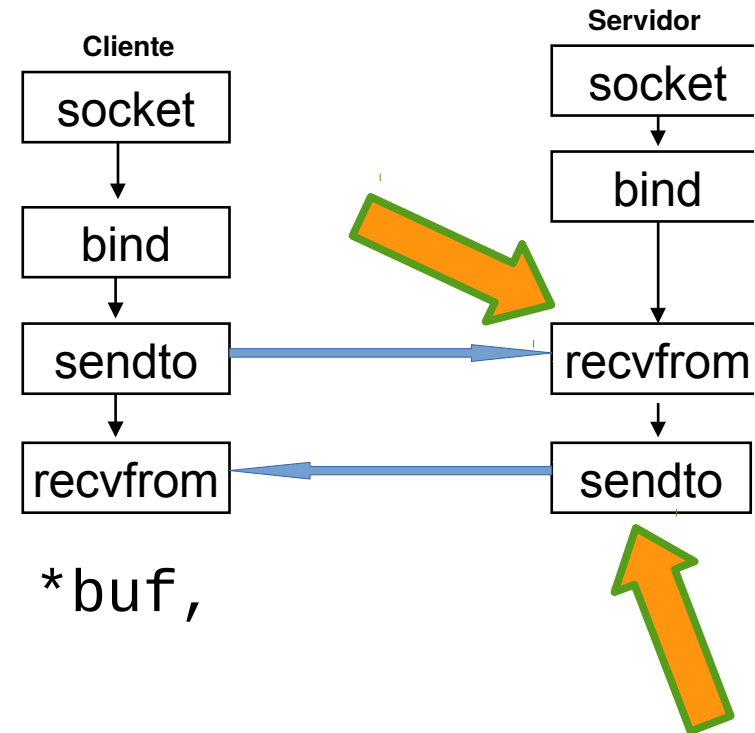 Cliente
socket
bind
sendto
recvfrom
*buf,
Servidor
socket
bind
recvfrom
sendto